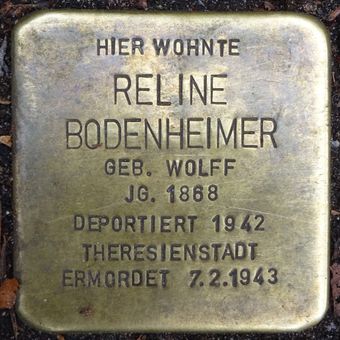 HIER WOHNTE
RELINE
BODENHEIMER
GEB. WOLFF
JG. 1868
DEPORTIERT 1942
THERESIENSTADT
ERMORDET 7.2.1943